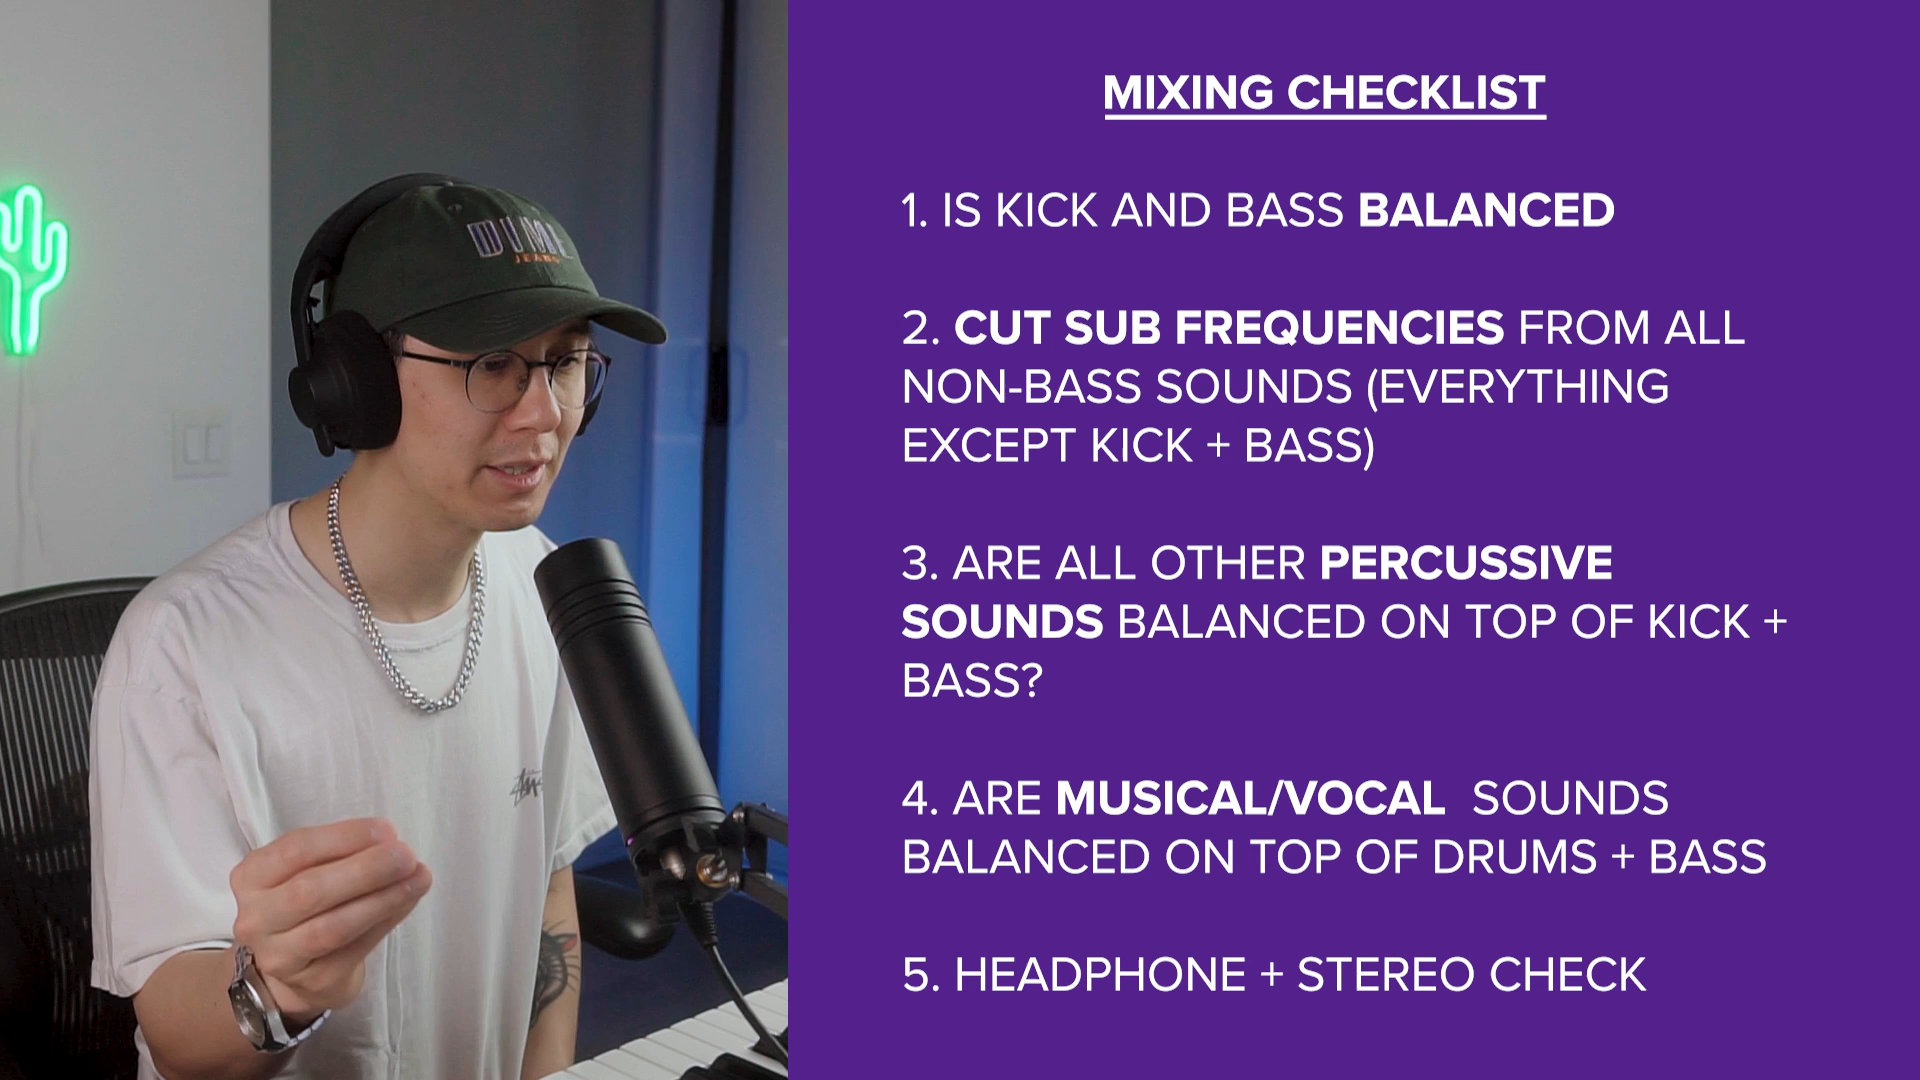 DIME
JEANS
MIXING CHECKLIST
1. IS KICK AND BASS BALANCED
2. CUT SUB FREQUENCIES FROM ALL
NON-BASS SOUNDS (EVERYTHING
EXCEPT KICK + BASS)
3. ARE ALL OTHER PERCUSSIVE
SOUNDS BALANCED ON TOP OF KICK +
BASS?
4. ARE MUSICAL/VOCAL SOUNDS
BALANCED ON TOP OF DRUMS + BASS
5. HEADPHONE + STEREO CHECK